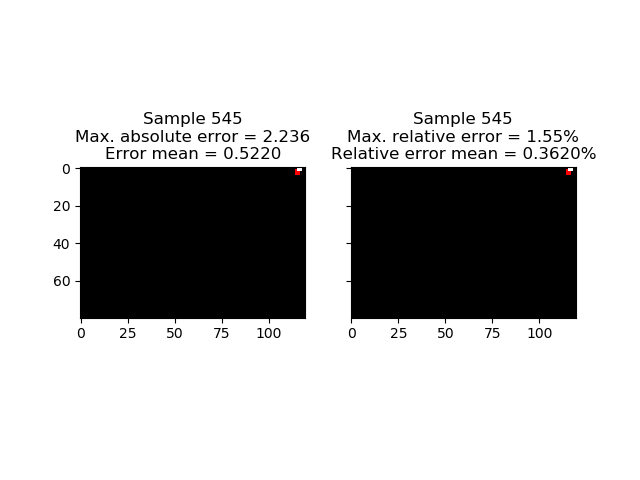 Sample 545
Max. absolute error = 2.236
Error mean = 0.5220
Sample 545
Max. relative error = 1.55%
Relative error mean = 0.3620%
0
20
40
60
0 25 50 75 100
0 25 50 75 100